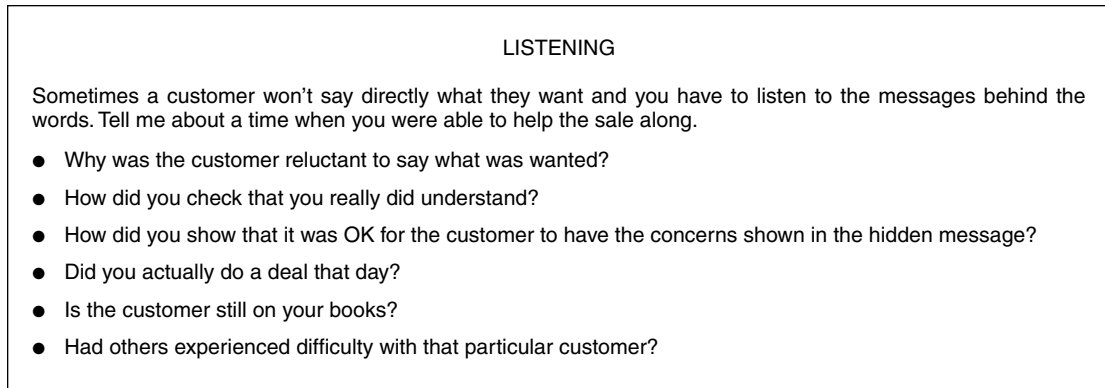 LISTENING
Sometimes a customer won’t say directly what they want and you have to listen to the messages behind the
words. Tell me about a time when you were able to help the sale along.
● Why was the customer reluctant to say what was wanted?
● How did you check that you really did understand?
● How did you show that it was OK for the customer to have the concerns shown in the hidden message?
● Did you actually do a deal that day?
● Is the customer still on your books?
● Had others experienced difficulty with that particular customer?